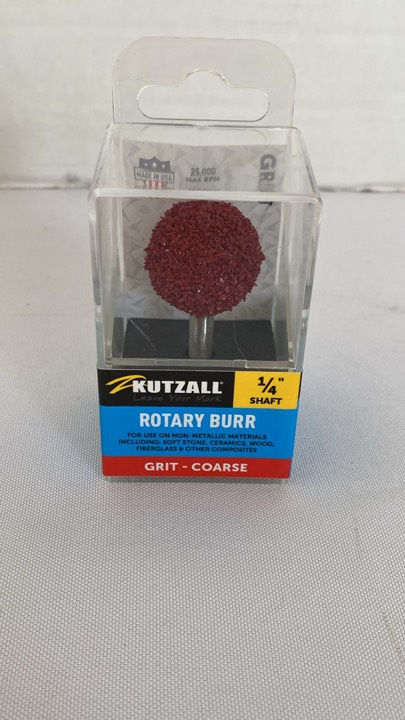 MADE IN USA
25,000
MAX RPM
KUTZALL
Leave Your Mark
1/4"
SHAFT
ROTARY BURR
FOR USE ON NON-METALLIC MATERIALS
INCLUDING: SOFT STONE, CERAMICS, WOOD,
FIBERGLASS & OTHER COMPOSITES
GRIT - COARSE